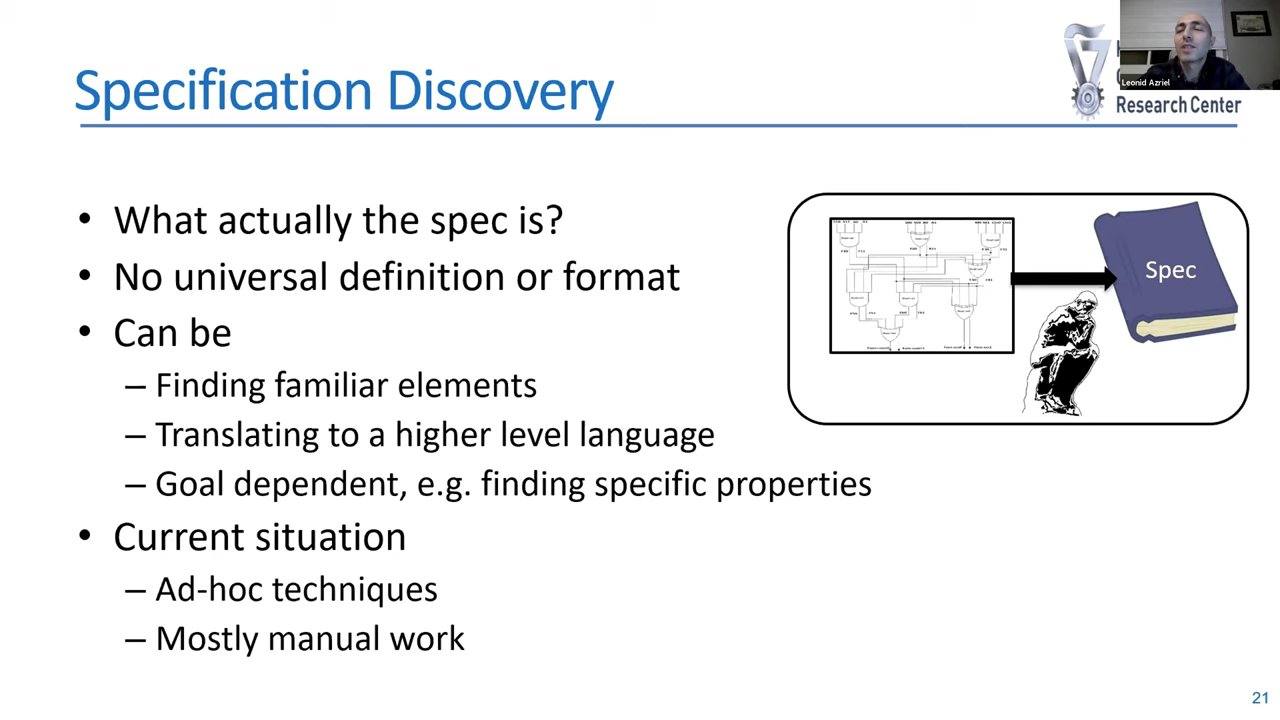 Specification Discovery
Leonid Azriel
Research Center
• What actually the spec is?
• No universal definition or format
• Can be
– Finding familiar elements
– Translating to a higher level language
– Goal dependent, e.g. finding specific properties
• Current situation
– Ad-hoc techniques
– Mostly manual work
Spec
21